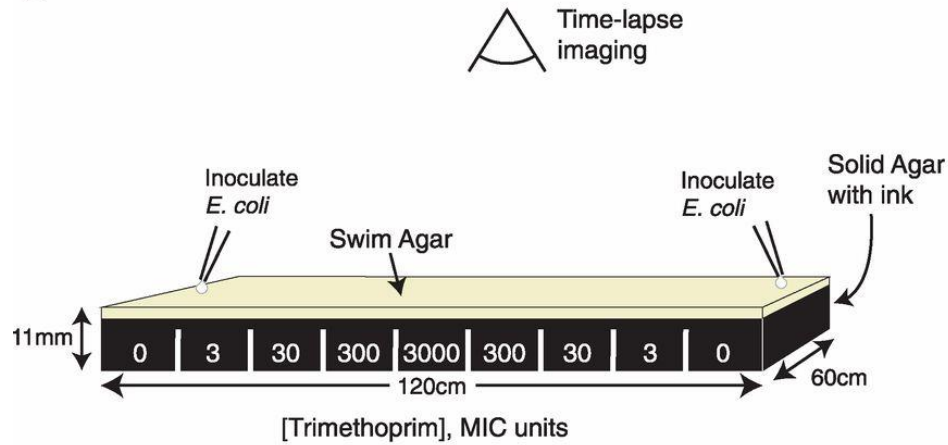 Time-lapse
imaging
Inoculate
E. coli
Inoculate
E. coli
Solid Agar
with ink
Swim Agar
11mm
0 3 30 300 3000 300 30 3 0
120cm
60cm
[Trimethoprim], MIC units